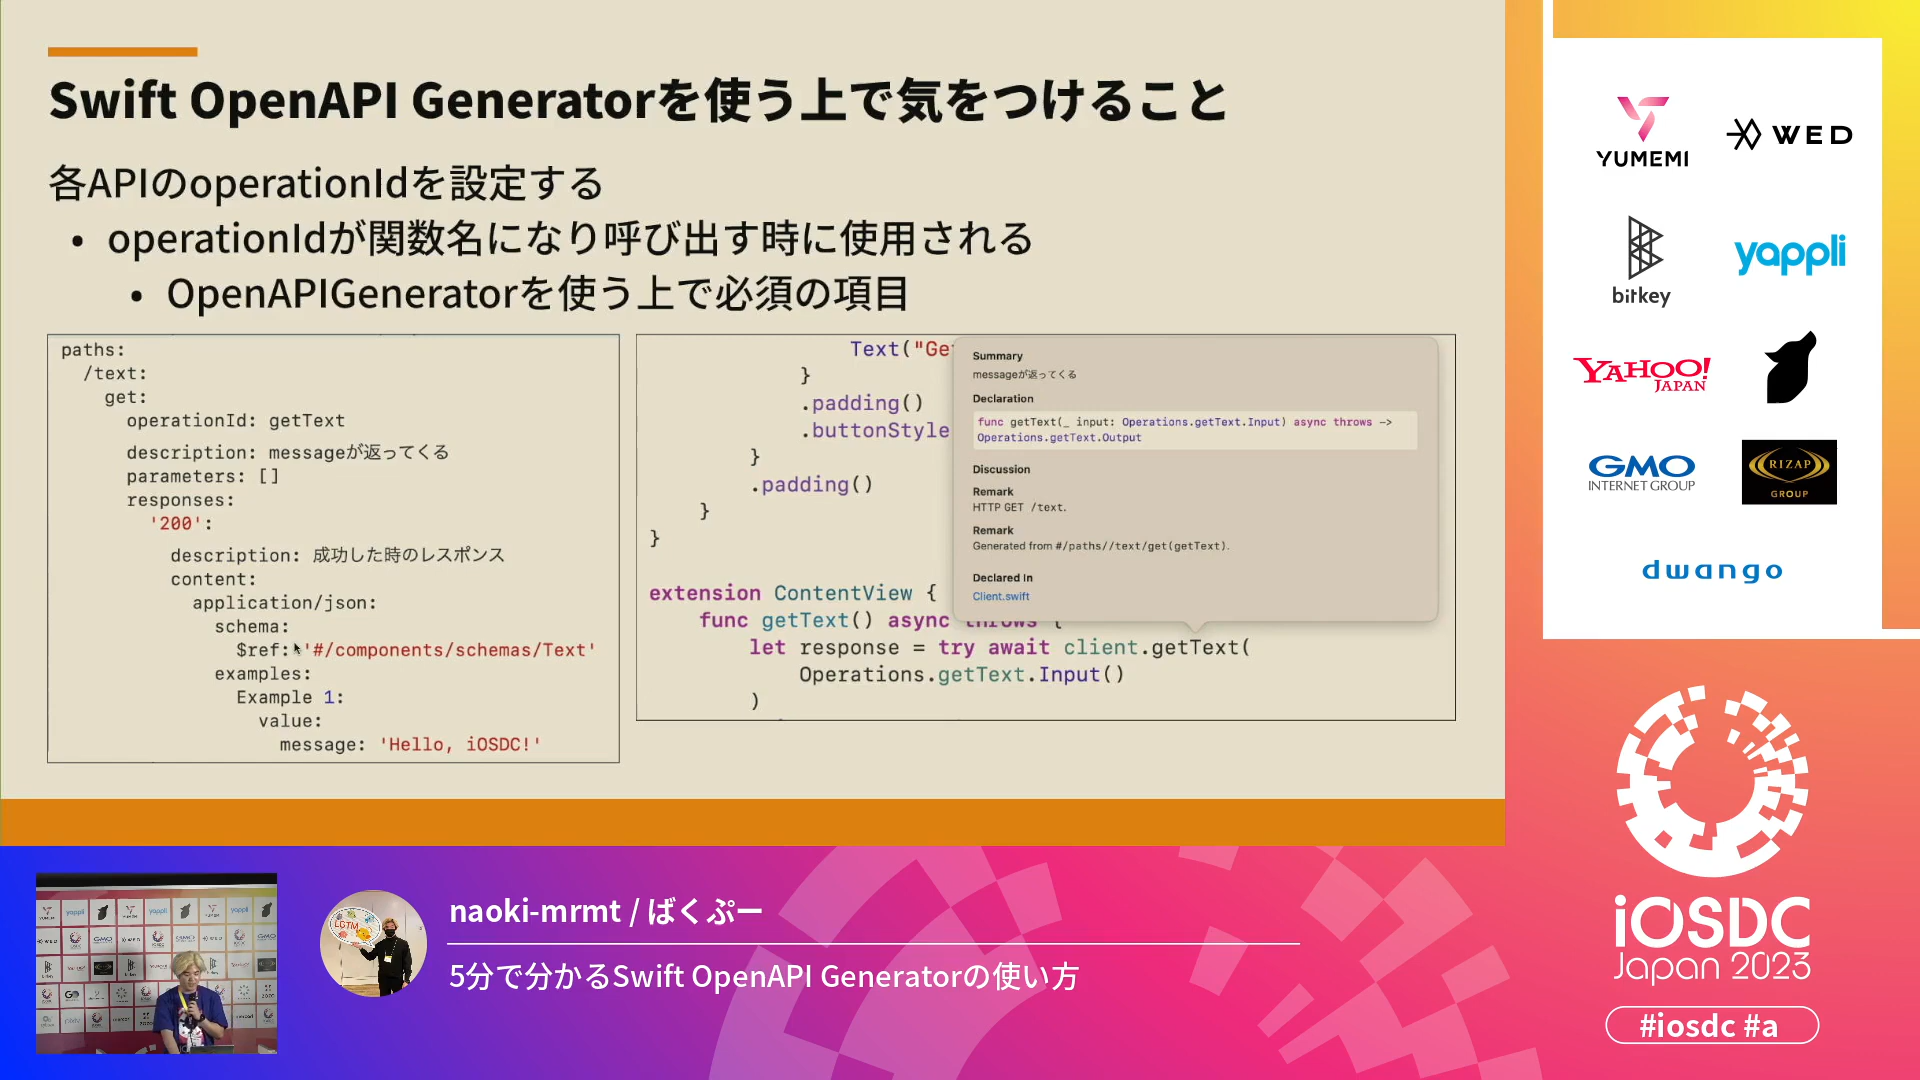 Swift OpenAPI Generatorを使う上で気をつけること
各APIのoperationIdを設定する
• operationIdが関数名になり呼び出す時に使用される
• OpenAPIGeneratorを使う上で必須の項目
paths:
/text:
get:
operationId: getText
description: messageが返ってくる
parameters: []
responses:
'200':
description: 成功した時のレスポンス
content:
application/json:
schema:
$ref: '#/components/schemas/Text'
examples:
Example 1:
value:
message: 'Hello, iOSDC!'
Text("Ge
}
.padding()
.buttonStyle
}
.padding()
}
}
extension ContentView {
func getText() async throws {
let response = try await client.getText(
Operations.getText.Input()
)
Summary
messageが返ってくる
Declaration
func getText(_ input: Operations.getText.Input) async throws ->
Operations.getText.Output
Discussion
Remark
HTTP GET /text.
Remark
Generated from #/paths//text/get(getText).
Declared In
Client.swift
YUMEMI
WED
bitkey
yappli
YAHOO!
JAPAN
GMO
INTERNET GROUP
RIZAP
GROUP
dwango
iOSDC
Japan 2023
#iosdc #a
LGTM
naoki-mrmt / ばくぷー
5分で分かるSwift OpenAPI Generatorの使い方